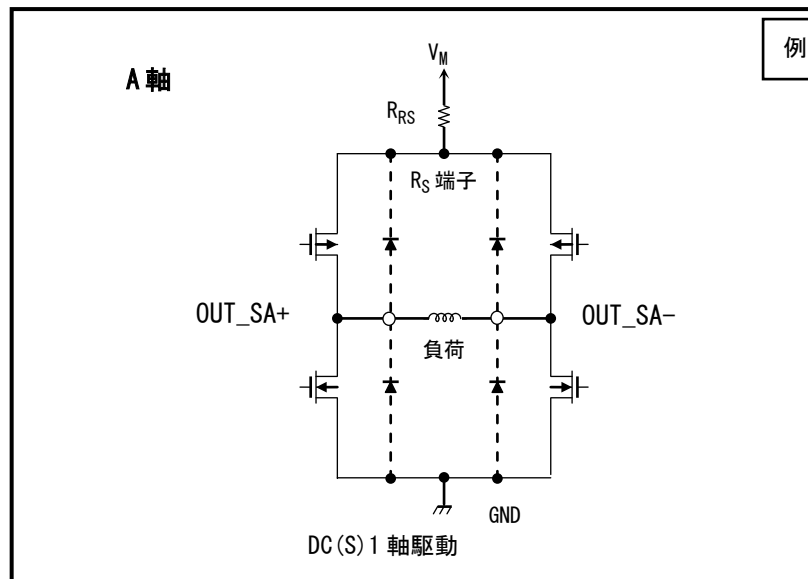 例
V_M
A 軸
R_RS
R_S 端子
OUT_SA+
OUT_SA-
負荷
GND
DC(S)1 軸駆動